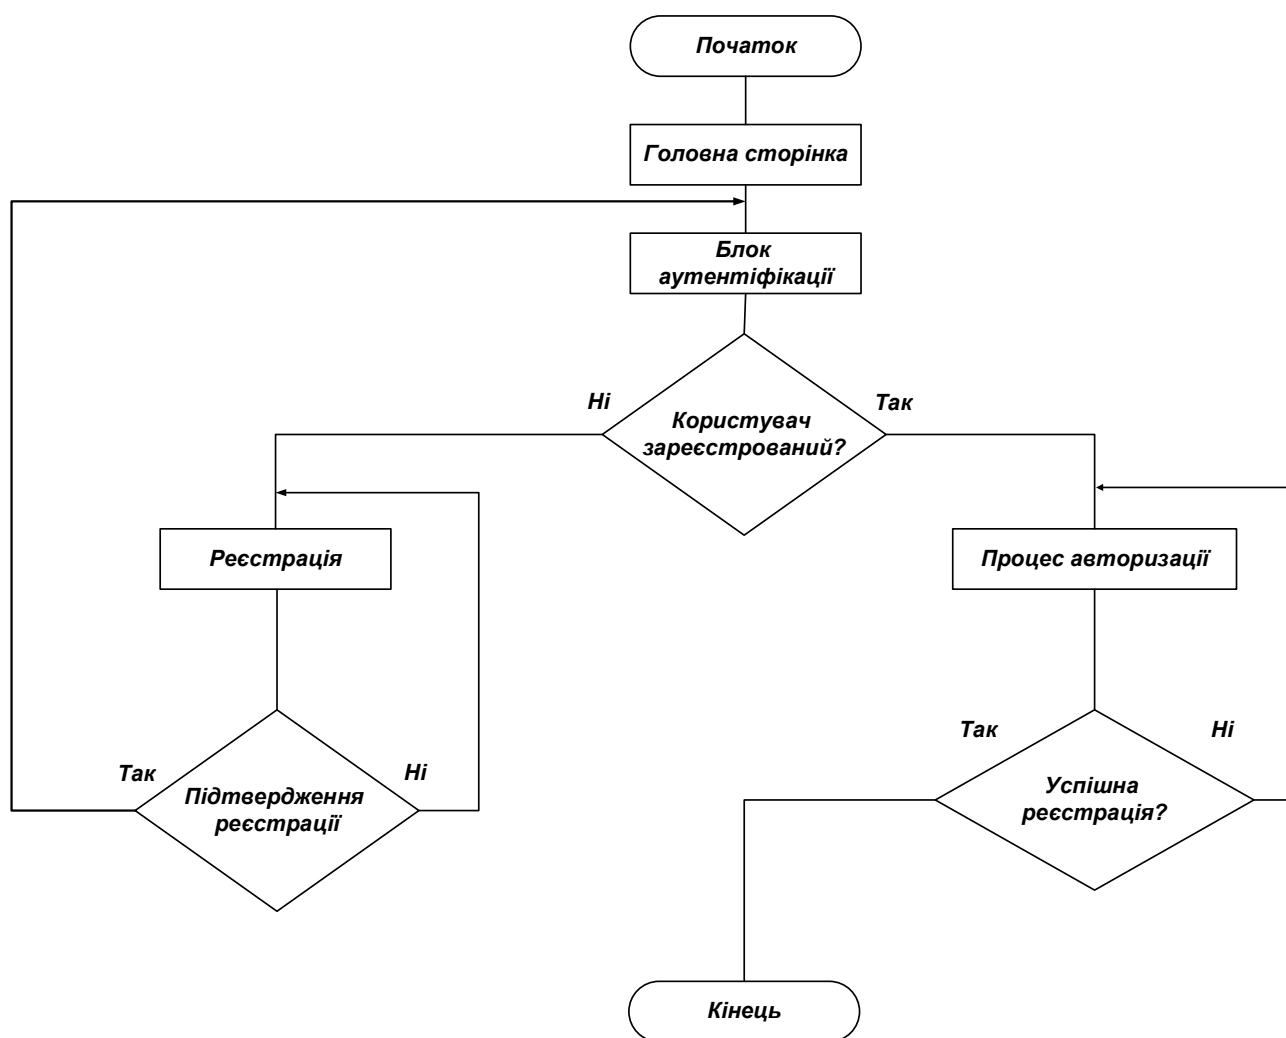 Початок
Головна сторінка
Блок
аутентіфікації
Ні
Так
Користувач
зареєстрований?
Реєстрація
Процес авторизації
Так
Ні
Підтвердження
реєстрації
Так
Ні
Успішна
реєстрація?
Кінець